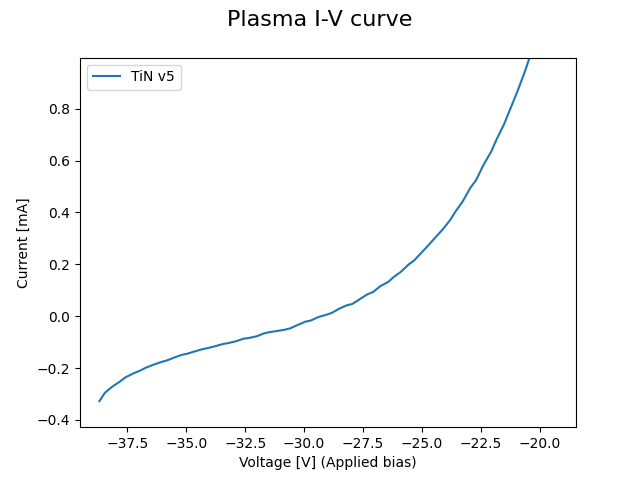 Plasma I-V curve
TiN v5
Current [mA]
0.8
0.6
0.4
0.2
0.0
−0.2
−0.4
−37.5 −35.0 −32.5 −30.0 −27.5 −25.0 −22.5 −20.0
Voltage [V] (Applied bias)